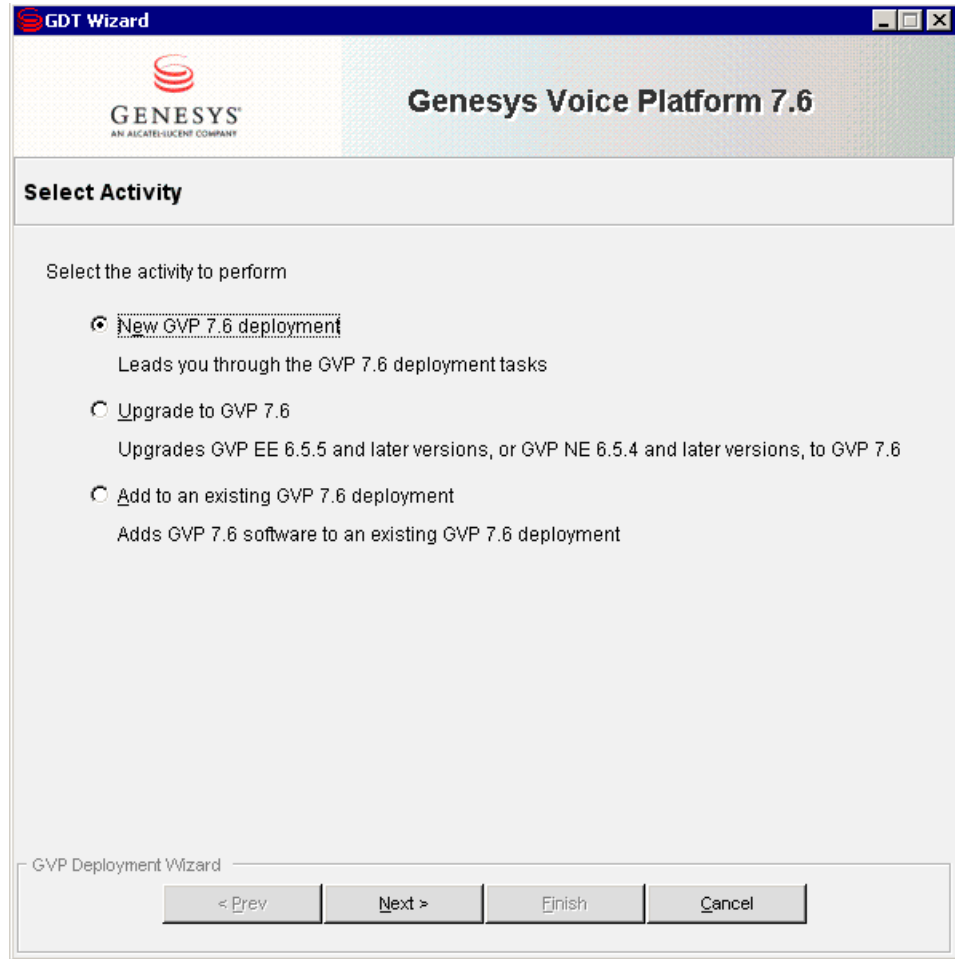 GDT Wizard
GENESYS
AN ALCATEL-LUCENT COMPANY
Genesys Voice Platform 7.6
Select Activity
Select the activity to perform
New GVP 7.6 deployment
Leads you through the GVP 7.6 deployment tasks
Upgrade to GVP 7.6
Upgrades GVP EE 6.5.5 and later versions, or GVP NE 6.5.4 and later versions, to GVP 7.6
Add to an existing GVP 7.6 deployment
Adds GVP 7.6 software to an existing GVP 7.6 deployment
GVP Deployment Wizard
< Prev
Next >
Finish
Cancel